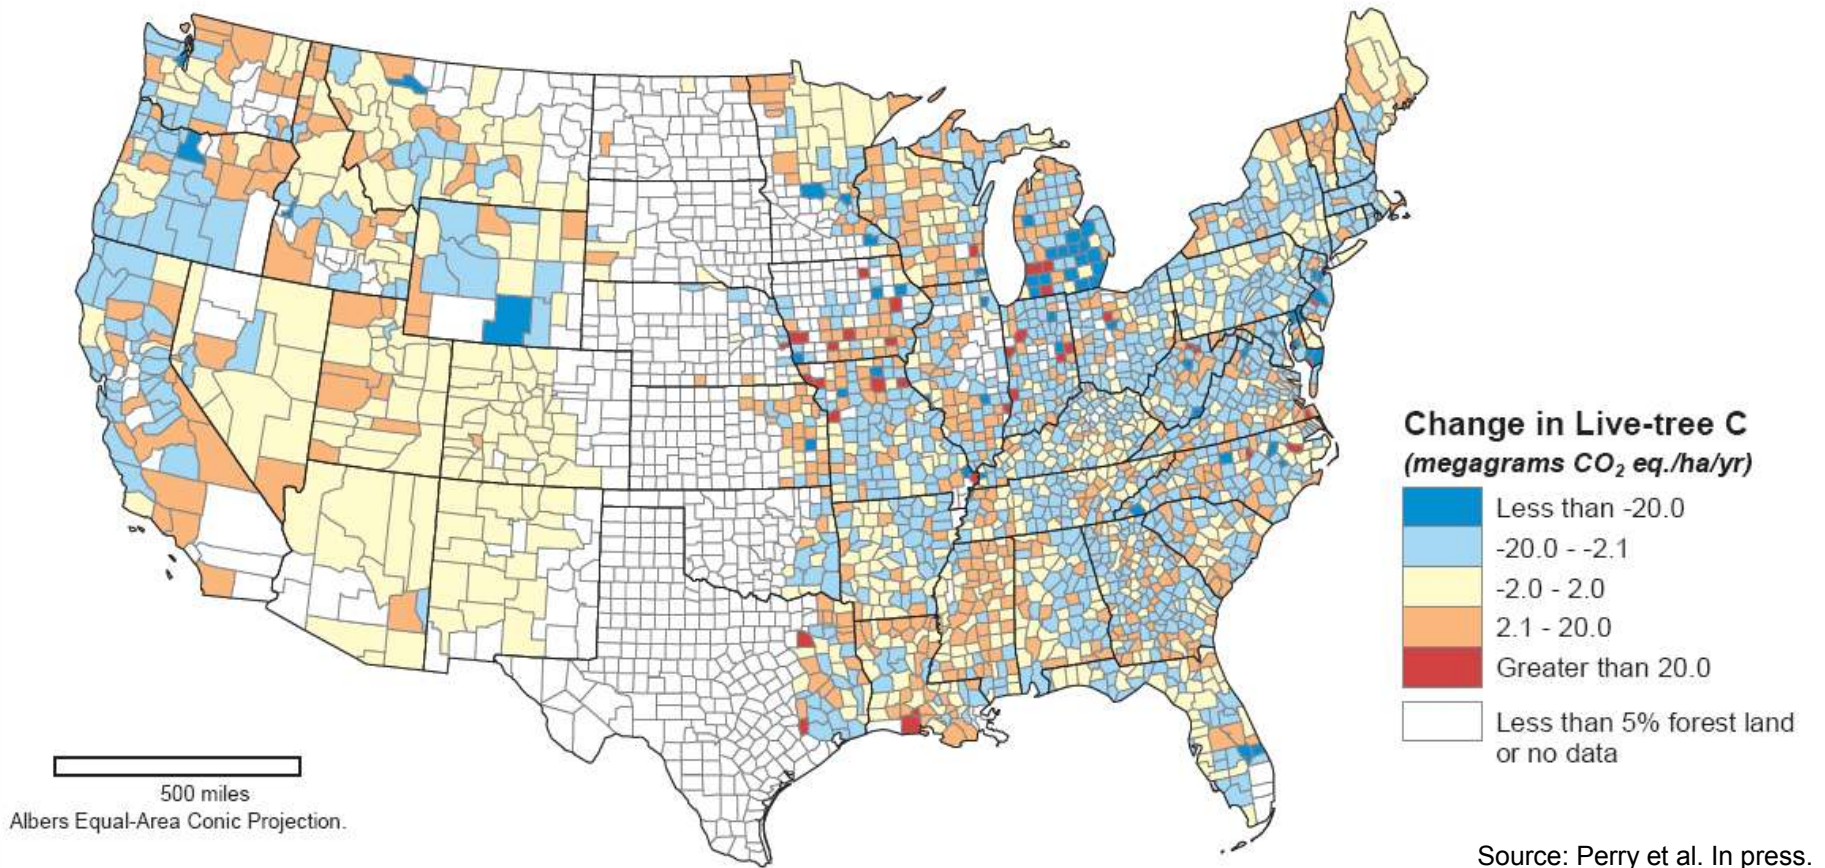 Change in Live-tree C
(megagrams CO₂ eq./ha/yr)
Less than -20.0
-20.0 - -2.1
-2.0 - 2.0
2.1 - 20.0
Greater than 20.0
Less than 5% forest land
or no data
500 miles
Albers Equal-Area Conic Projection.
Source: Perry et al. In press.